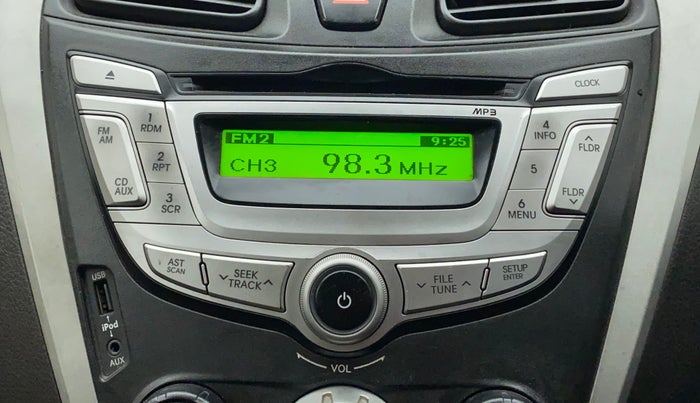 CLOCK
MP3
FM
AM
CD
AUX
1
RDM
2
RPT
3
SCR
FM2 9:25
CH3 98.3 MHz
4
INFO
5
6
MENU
FLDR
FLDR
AST
SCAN
SEEK
TRACK
FILE
TUNE
SETUP
ENTER
USB
iPod
AUX
VOL